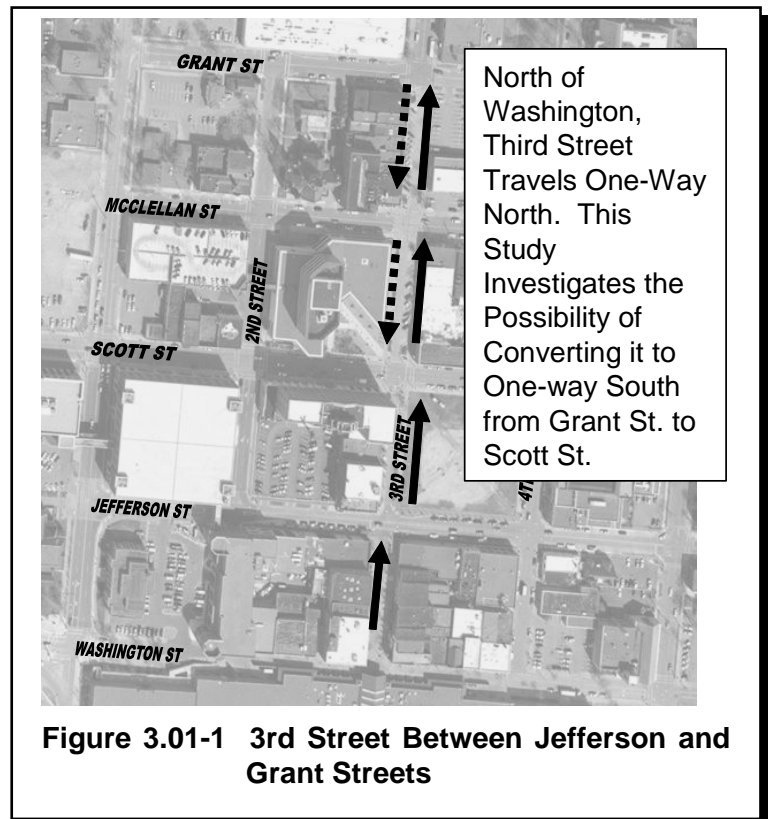 GRANT ST
North of
Washington,
Third Street
Travels One-Way
North. This
Study
Investigates the
Possibility of
Converting it to
One-way South
from Grant St. to
Scott St.
MCCLELLAN ST
2ND STREET
SCOTT ST
3RD STREET
JEFFERSON ST
WASHINGTON ST
Figure 3.01-1 3rd Street Between Jefferson and
Grant Streets